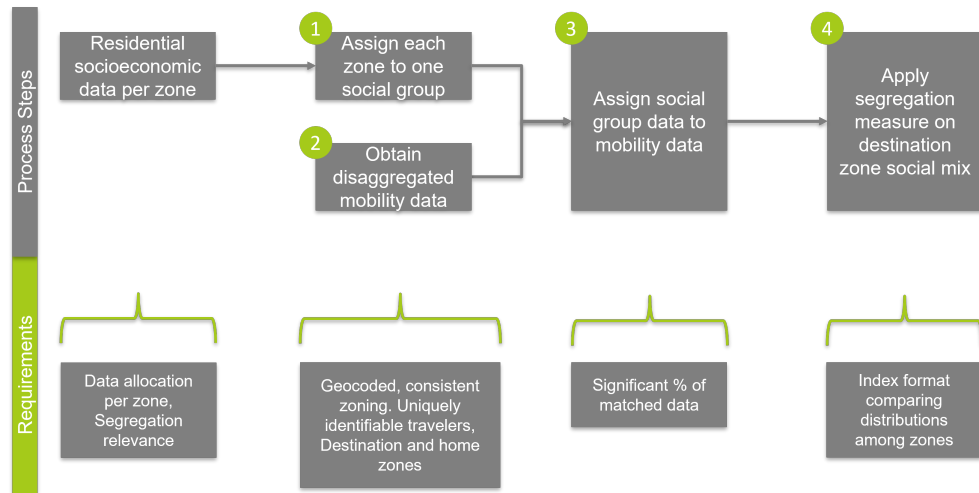 Process Steps
Residential
socioeconomic
data per zone
1
Assign each
zone to one
social group
2
Obtain
disaggregated
mobility data
3
Assign social
group data to
mobility data
4
Apply
segregation
measure on
destination
zone social mix
Requirements
Data allocation
per zone,
Segregation
relevance
Geocoded, consistent
zoning. Uniquely
identifiable travelers,
Destination and home
zones
Significant % of
matched data
Index format
comparing
distributions
among zones